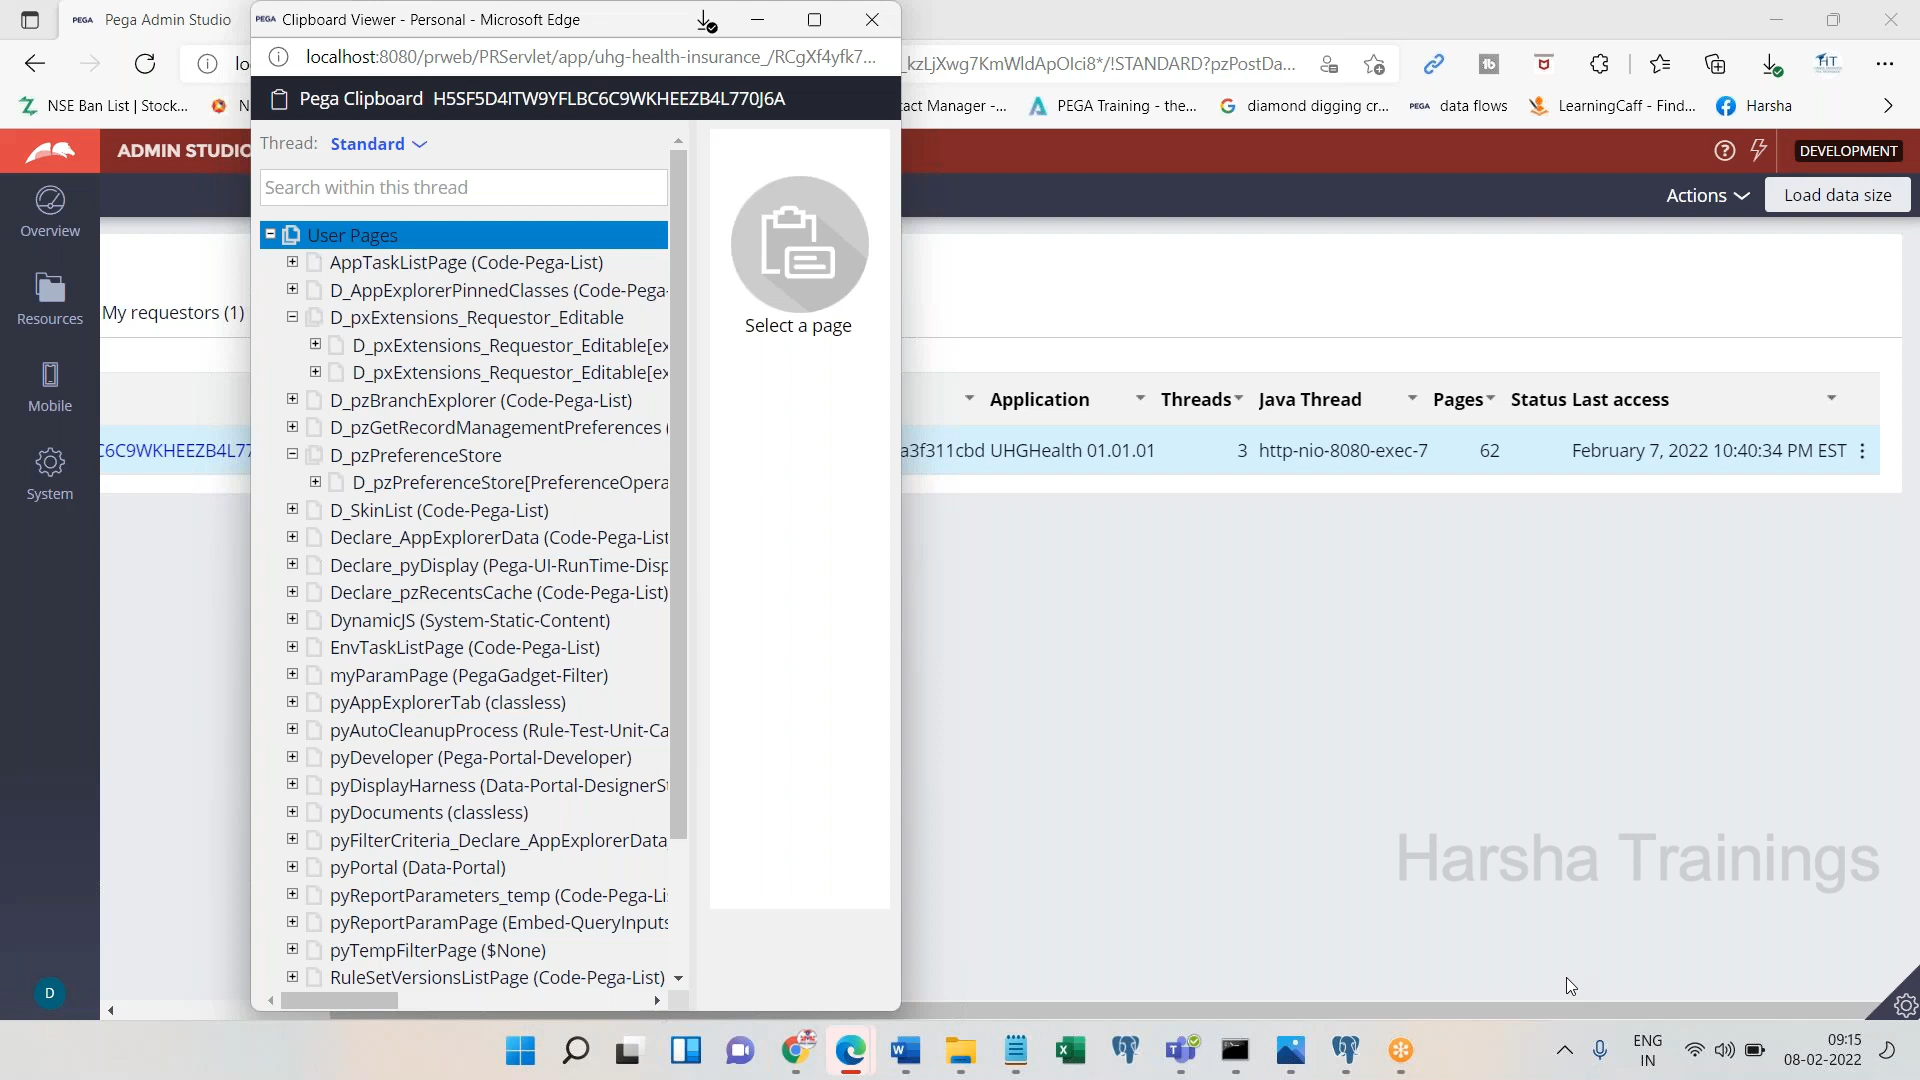 PEGA Pega Admin Studio
PEGA Clipboard Viewer - Personal - Microsoft Edge
localhost:8080/prweb/PRServlet/app/uhg-health-insurance_/RCgXf4yfk7...
lo
_kzLjXwg7KmWldApOIci8*/!STANDARD?pzPostDa...
NSE Ban List | Stock...
N
Pega Clipboard H5SF5D4ITW9YFLBC6C9WKHEEZB4L770J6A
act Manager -...
PEGA Training - the...
diamond digging cr...
PEGA data flows
LearningCaff - Find...
Harsha
ADMIN STUDIO
DEVELOPMENT
Actions
Load data size
Overview
Resources
Mobile
System
D
My requestors (1)
Thread: Standard
Search within this thread
User Pages
AppTaskListPage (Code-Pega-List)
D_AppExplorerPinnedClasses (Code-Pega-
D_pxExtensions_Requestor_Editable
D_pxExtensions_Requestor_Editable[ex
D_pxExtensions_Requestor_Editable[ex
D_pzBranchExplorer (Code-Pega-List)
D_pzGetRecordManagementPreferences (
D_pzPreferenceStore
D_pzPreferenceStore[PreferenceOpera
D_SkinList (Code-Pega-List)
Declare_AppExplorerData (Code-Pega-List
Declare_pyDisplay (Pega-UI-RunTime-Disp
Declare_pzRecentsCache (Code-Pega-List)
DynamicJS (System-Static-Content)
EnvTaskListPage (Code-Pega-List)
myParamPage (PegaGadget-Filter)
pyAppExplorerTab (classless)
pyAutoCleanupProcess (Rule-Test-Unit-Ca
pyDeveloper (Pega-Portal-Developer)
pyDisplayHarness (Data-Portal-DesignerSt
pyDocuments (classless)
pyFilterCriteria_Declare_AppExplorerData
pyPortal (Data-Portal)
pyReportParameters_temp (Code-Pega-Lis
pyReportParamPage (Embed-QueryInputs
pyTempFilterPage ($None)
RuleSetVersionsListPage (Code-Pega-List)
Select a page
Application Threads Java Thread Pages Status Last access
C6C9WKHEEZB4L77
a3f311cbd UHGHealth 01.01.01 3 http-nio-8080-exec-7 62 February 7, 2022 10:40:34 PM EST
Harsha Trainings
ENG
IN
09:15
08-02-2022